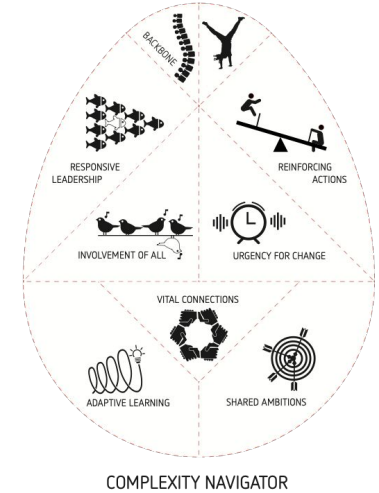 BACKBONE
RESPONSIVE
LEADERSHIP
REINFORCING
ACTIONS
INVOLVEMENT OF ALL
URGENCY FOR CHANGE
VITAL CONNECTIONS
ADAPTIVE LEARNING
SHARED AMBITIONS
COMPLEXITY NAVIGATOR